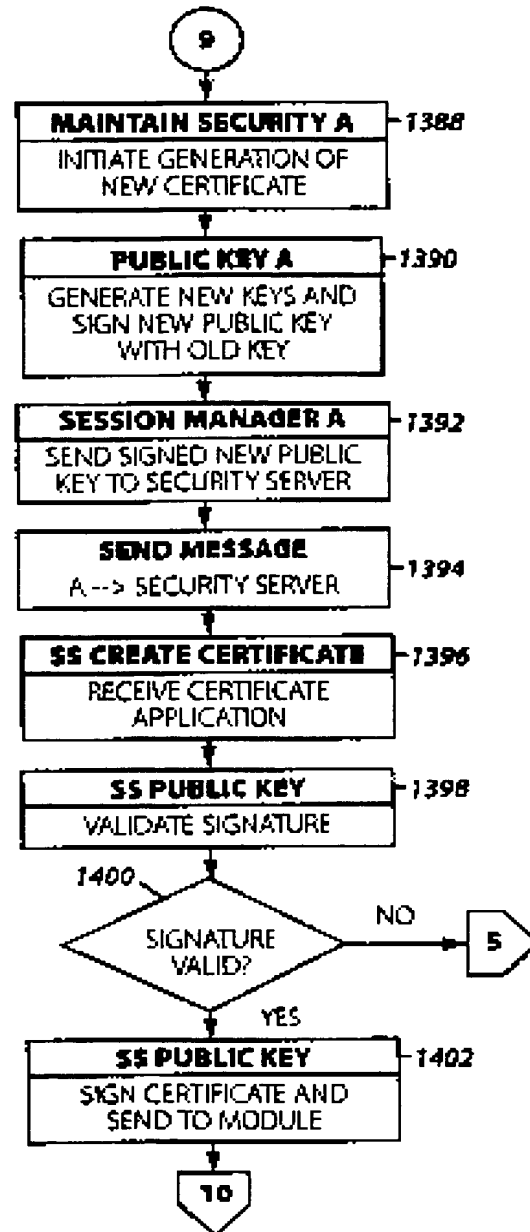 9
MAINTAIN SECURITY A
1388
INITIATE GENERATION OF
NEW CERTIFICATE
PUBLIC KEY A
1390
GENERATE NEW KEYS AND
SIGN NEW PUBLIC KEY
WITH OLD KEY
SESSION MANAGER A
1392
SEND SIGNED NEW PUBLIC
KEY TO SECURITY SERVER
SEND MESSAGE
1394
A --> SECURITY SERVER
SS CREATE CERTIFICATE
1396
RECEIVE CERTIFICATE
APPLICATION
SS PUBLIC KEY
1398
VALIDATE SIGNATURE
1400
SIGNATURE
VALID?
NO
5
YES
SS PUBLIC KEY
1402
SIGN CERTIFICATE AND
SEND TO MODULE
10